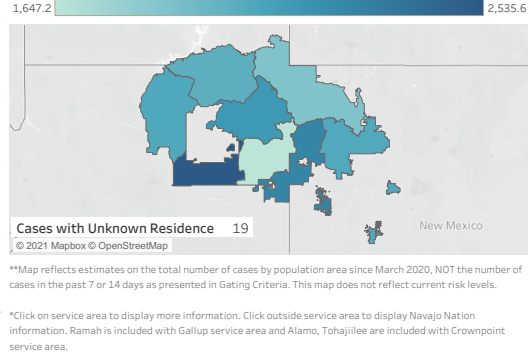 1,647.2 2,535.6
New Mexico
Cases with Unknown Residence 19
© 2021 Mapbox © OpenStreetMap
**Map reflects estimates on the total number of cases by population area since March 2020, NOT the number of
cases in the past 7 or 14 days as presented in Gating Criteria. This map does not reflect current risk levels.
*Click on service area to display more information. Click outside service area to display Navajo Nation
information. Ramah is included with Gallup service area and Alamo, Tohajiilee are included with Crownpoint
service area.